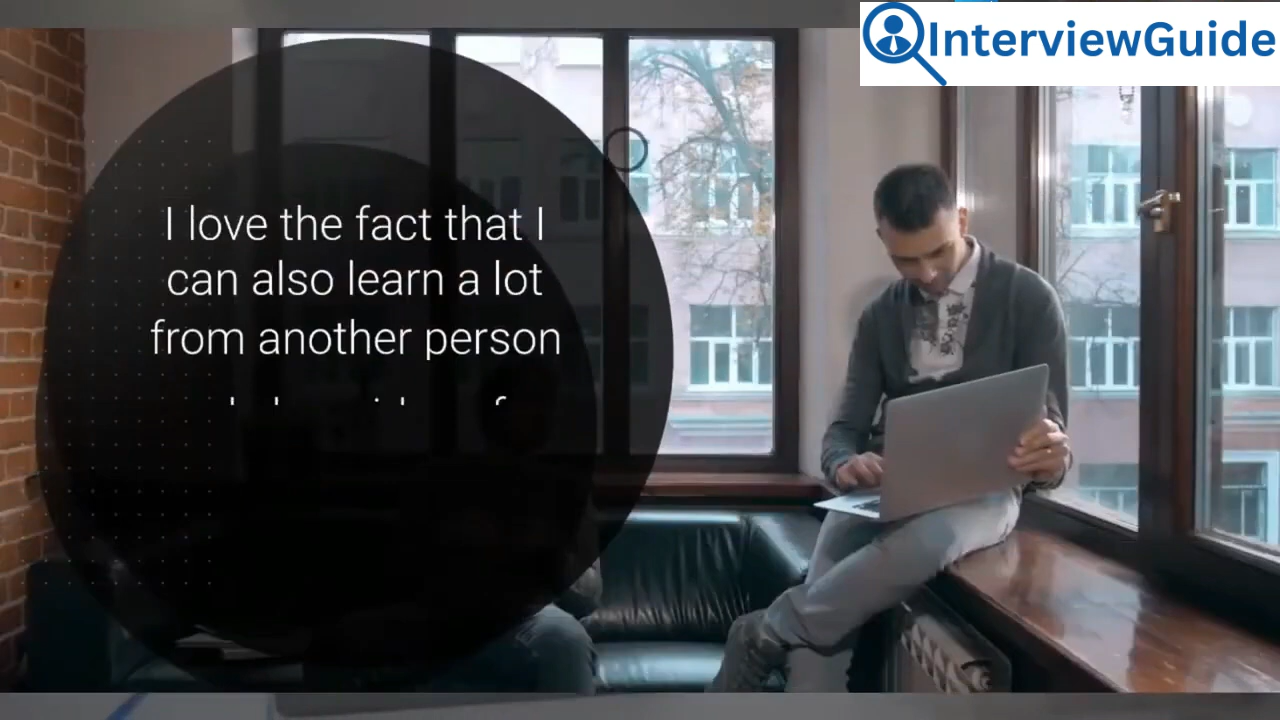 InterviewGuide
I love the fact that I
can also learn a lot
from another person